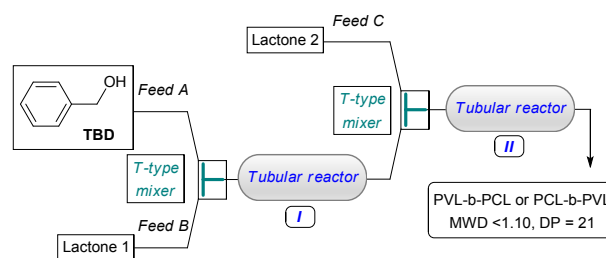 Feed C
Lactone 2
OH
Feed A
TBD
T-type
mixer
Tubular reactor
II
T-type
mixer
Tubular reactor
I
Feed B
Lactone 1
PVL-b-PCL or PCL-b-PVL
MWD <1.10, DP = 21